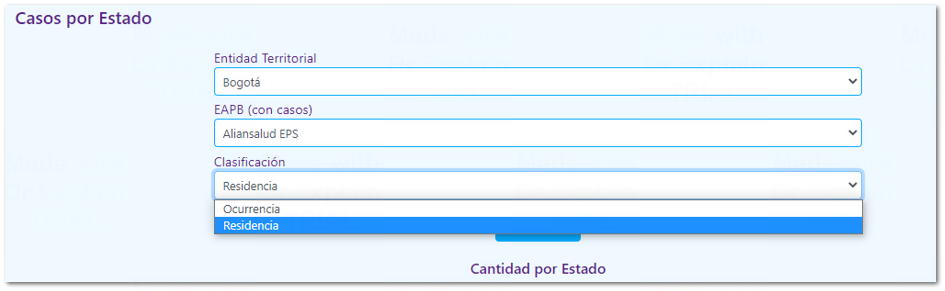 Casos por Estado
Entidad Territorial
Bogotá
EAPB (con casos)
Aliansalud EPS
Clasificación
Residencia
Ocurrencia
Residencia
Cantidad por Estado